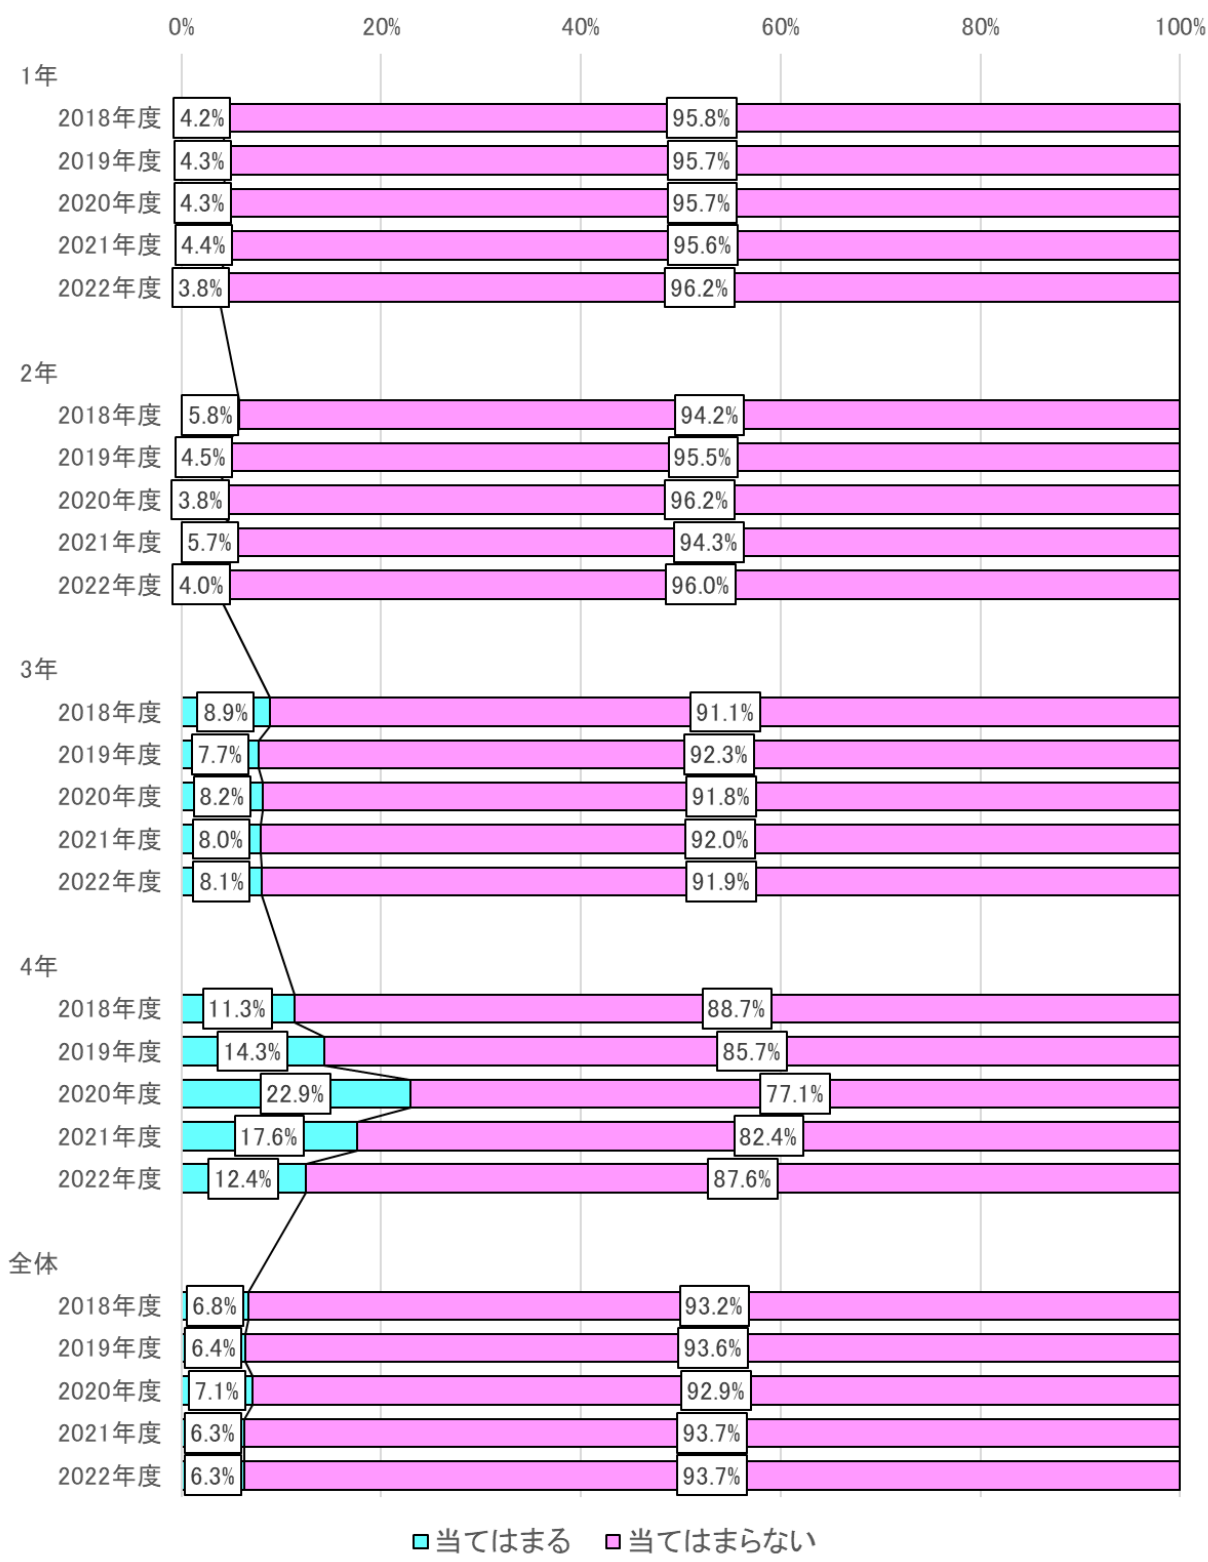 0% 20% 40% 60% 80% 100%
1年
2018年度 4.2% 95.8%
2019年度 4.3% 95.7%
2020年度 4.3% 95.7%
2021年度 4.4% 95.6%
2022年度 3.8% 96.2%
2年
2018年度 5.8% 94.2%
2019年度 4.5% 95.5%
2020年度 3.8% 96.2%
2021年度 5.7% 94.3%
2022年度 4.0% 96.0%
3年
2018年度 8.9% 91.1%
2019年度 7.7% 92.3%
2020年度 8.2% 91.8%
2021年度 8.0% 92.0%
2022年度 8.1% 91.9%
4年
2018年度 11.3% 88.7%
2019年度 14.3% 85.7%
2020年度 22.9% 77.1%
2021年度 17.6% 82.4%
2022年度 12.4% 87.6%
全体
2018年度 6.8% 93.2%
2019年度 6.4% 93.6%
2020年度 7.1% 92.9%
2021年度 6.3% 93.7%
2022年度 6.3% 93.7%
当てはまる 当てはまらない